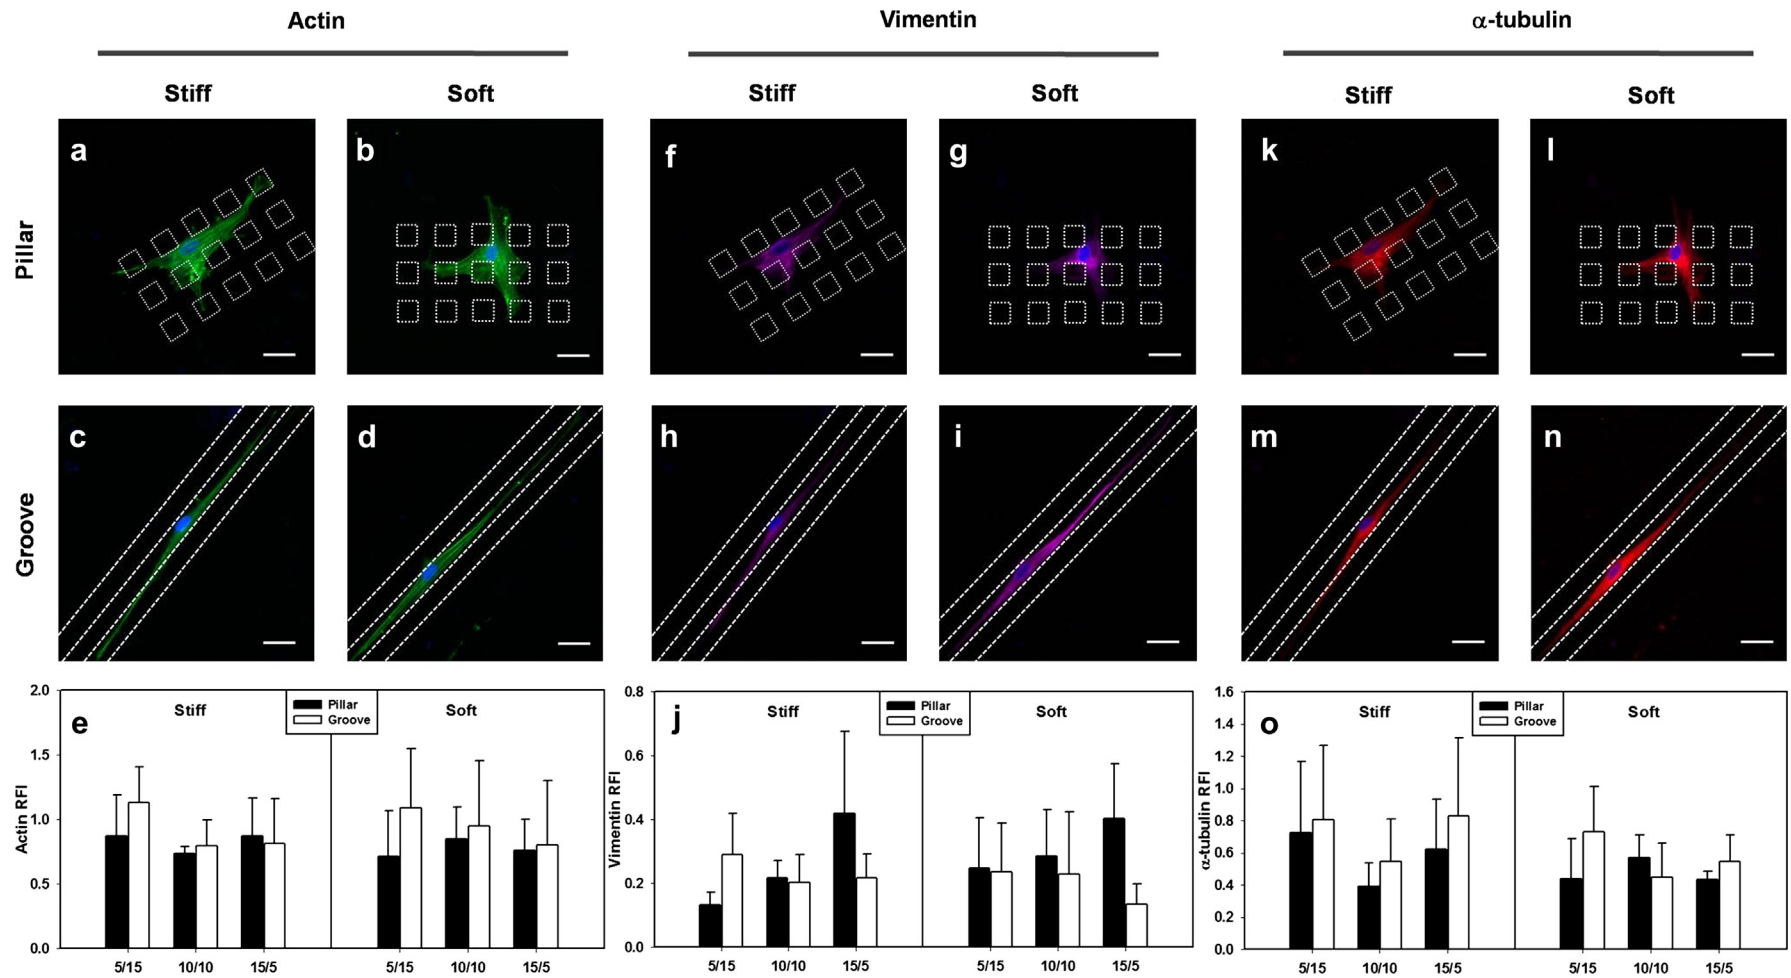 Actin
Vimentin
α-tubulin
Stiff
Soft
Stiff
Soft
Stiff
Soft
Pillar
a
b
f
g
k
l
Groove
c
d
h
i
m
n
e
Stiff
Pillar
Groove
Soft
Actin RFI
2.0
1.5
1.0
0.5
0.0
5/15
10/10
15/5
5/15
10/10
15/5
j
Stiff
Pillar
Groove
Soft
Vimentin RFI
0.8
0.6
0.4
0.2
0.0
5/15
10/10
15/5
5/15
10/10
15/5
o
Stiff
Pillar
Groove
Soft
α-tubulin RFI
1.6
1.4
1.2
1.0
0.8
0.6
0.4
0.2
0.0
5/15
10/10
15/5
5/15
10/10
15/5